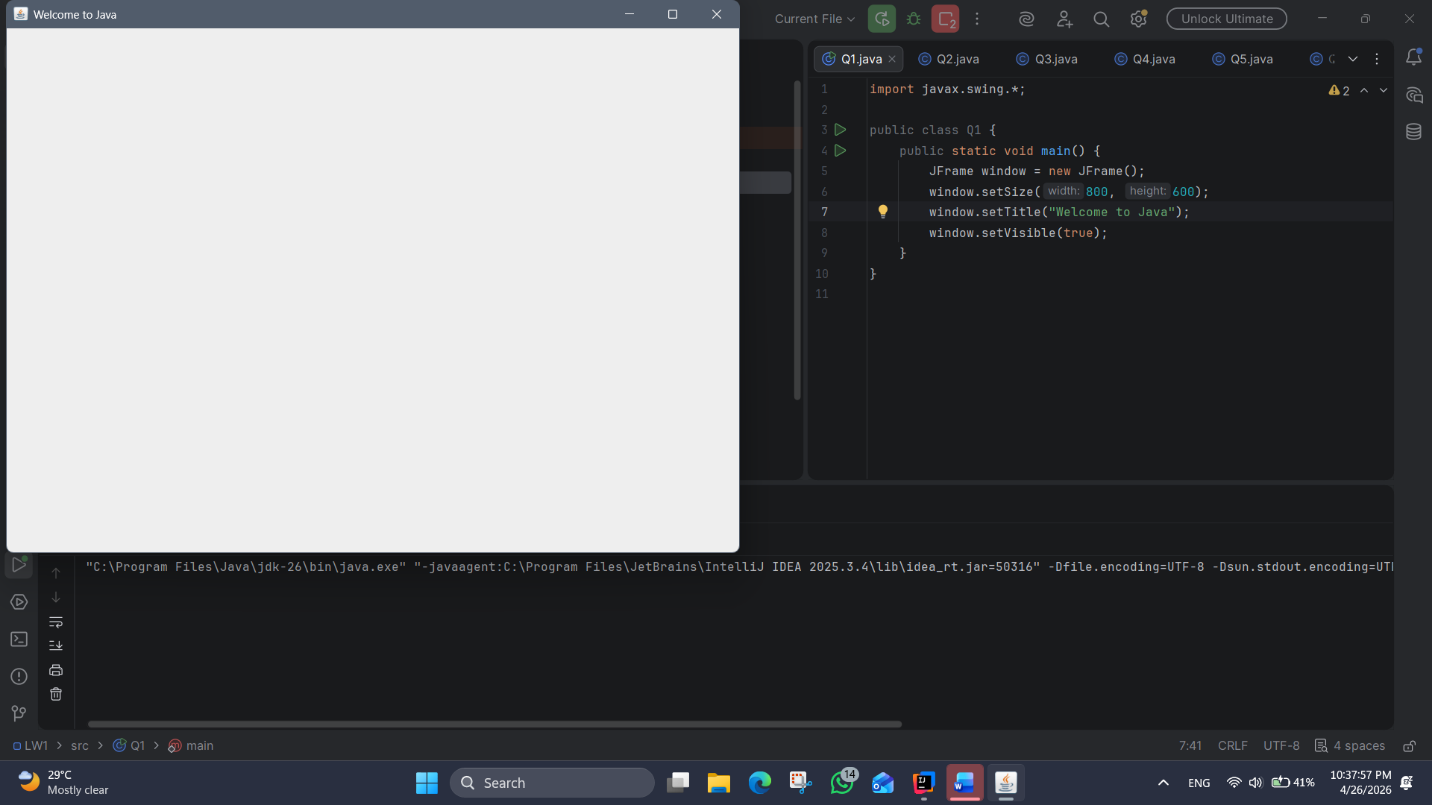 Welcome to Java
Current File
2
Unlock Ultimate
Q1.java
Q2.java
Q3.java
Q4.java
Q5.java
1 import javax.swing.*;
2
2
3 public class Q1 {
4 public static void main() {
5 JFrame window = new JFrame();
6 window.setSize( width: 800, height: 600);
7 window.setTitle("Welcome to Java");
8 window.setVisible(true);
9 }
10 }
11
"C:\Program Files\Java\jdk-26\bin\java.exe" "-javaagent:C:\Program Files\JetBrains\IntelliJ IDEA 2025.3.4\lib\idea_rt.jar=50316" -Dfile.encoding=UTF-8 -Dsun.stdout.encoding=UTF
LW1 > src > Q1 > main
7:41 CRLF UTF-8 4 spaces
29°C
Mostly clear
Search
14
ENG
41%
10:37:57 PM
4/26/2026